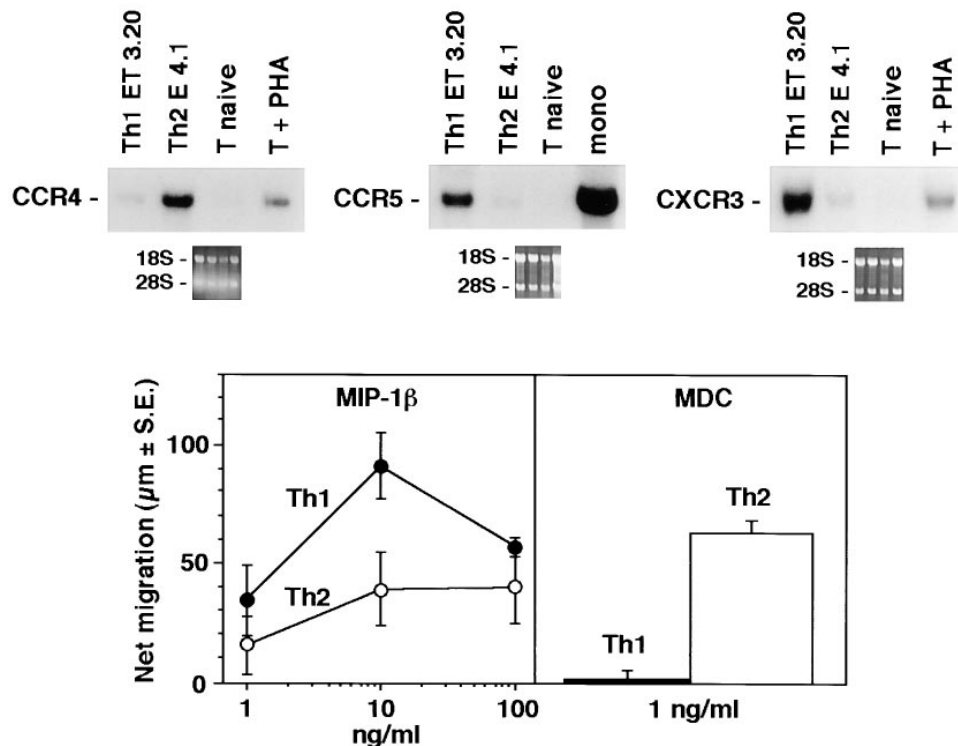 Th1 ET 3.20
Th2 E 4.1
T naive
T + PHA
CCR4 -
18S -
28S -
Th1 ET 3.20
Th2 E 4.1
T naive
mono
CCR5 -
18S -
28S -
Th1 ET 3.20
Th2 E 4.1
T naive
T + PHA
CXCR3 -
18S -
28S -
Net migration (µm ± S.E.)
100
50
0
MIP-1β
Th1
Th2
1 10 100
ng/ml
MDC
Th2
Th1
1 ng/ml